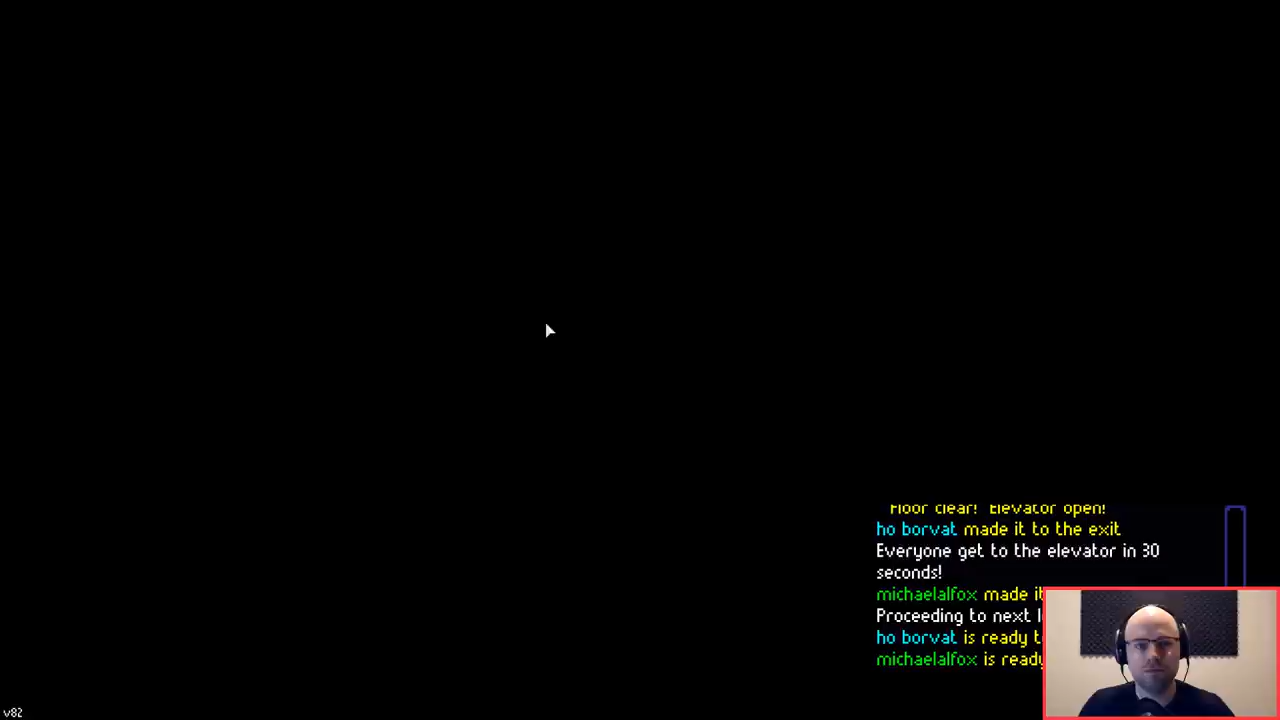 Floor clear! Elevator open!
ho borvat made it to the exit
Everyone get to the elevator in 30
seconds!
michaelalfox made it
Proceeding to next
ho borvat is ready
michaelalfox is ready
v82